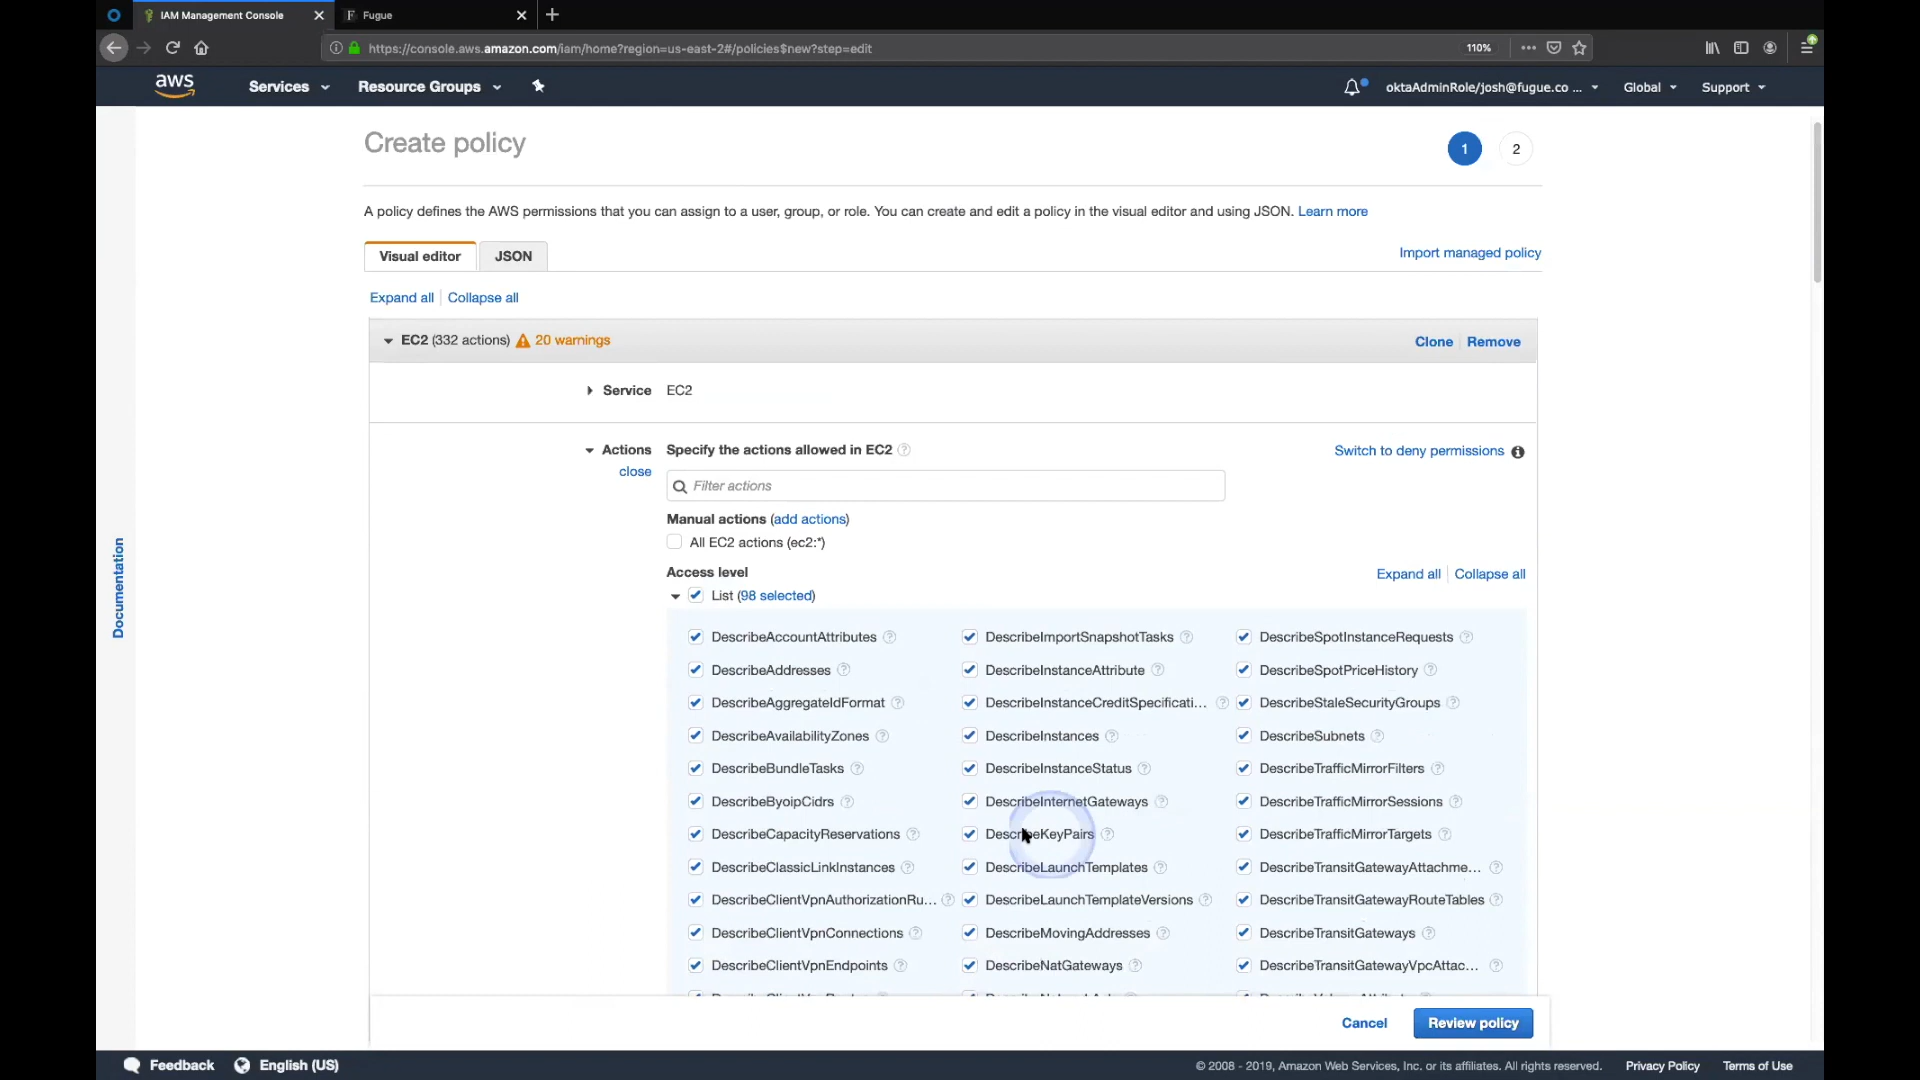 IAM Management Console
Fugue
https://console.aws.amazon.com/iam/home?region=us-east-2#/policies$new?step=edit
110%
aws
Services
Resource Groups
oktaAdminRole/josh@fugue.co ...
Global
Support
Create policy
1
2
A policy defines the AWS permissions that you can assign to a user, group, or role. You can create and edit a policy in the visual editor and using JSON. Learn more
Visual editor
JSON
Import managed policy
Expand all
Collapse all
EC2 (332 actions)
20 warnings
Clone
Remove
Service
EC2
Actions
Specify the actions allowed in EC2
Switch to deny permissions
close
Filter actions
Manual actions (add actions)
All EC2 actions (ec2:*)
Access level
Expand all
Collapse all
List (98 selected)
DescribeAccountAttributes
DescribeImportSnapshotTasks
DescribeSpotInstanceRequests
DescribeAddresses
DescribeInstanceAttribute
DescribeSpotPriceHistory
DescribeAggregateIdFormat
DescribeInstanceCreditSpecificati...
DescribeStaleSecurityGroups
DescribeAvailabilityZones
DescribeInstances
DescribeSubnets
DescribeBundleTasks
DescribeInstanceStatus
DescribeTrafficMirrorFilters
DescribeByoipCidrs
DescribeInternetGateways
DescribeTrafficMirrorSessions
DescribeCapacityReservations
DescribeKeyPairs
DescribeTrafficMirrorTargets
DescribeClassicLinkInstances
DescribeLaunchTemplates
DescribeTransitGatewayAttachme...
DescribeClientVpnAuthorizationRu...
DescribeLaunchTemplateVersions
DescribeTransitGatewayRouteTables
DescribeClientVpnConnections
DescribeMovingAddresses
DescribeTransitGateways
DescribeClientVpnEndpoints
DescribeNatGateways
DescribeTransitGatewayVpcAttac...
Documentation
Cancel
Review policy
Feedback
English (US)
© 2008 - 2019, Amazon Web Services, Inc. or its affiliates. All rights reserved.
Privacy Policy
Terms of Use